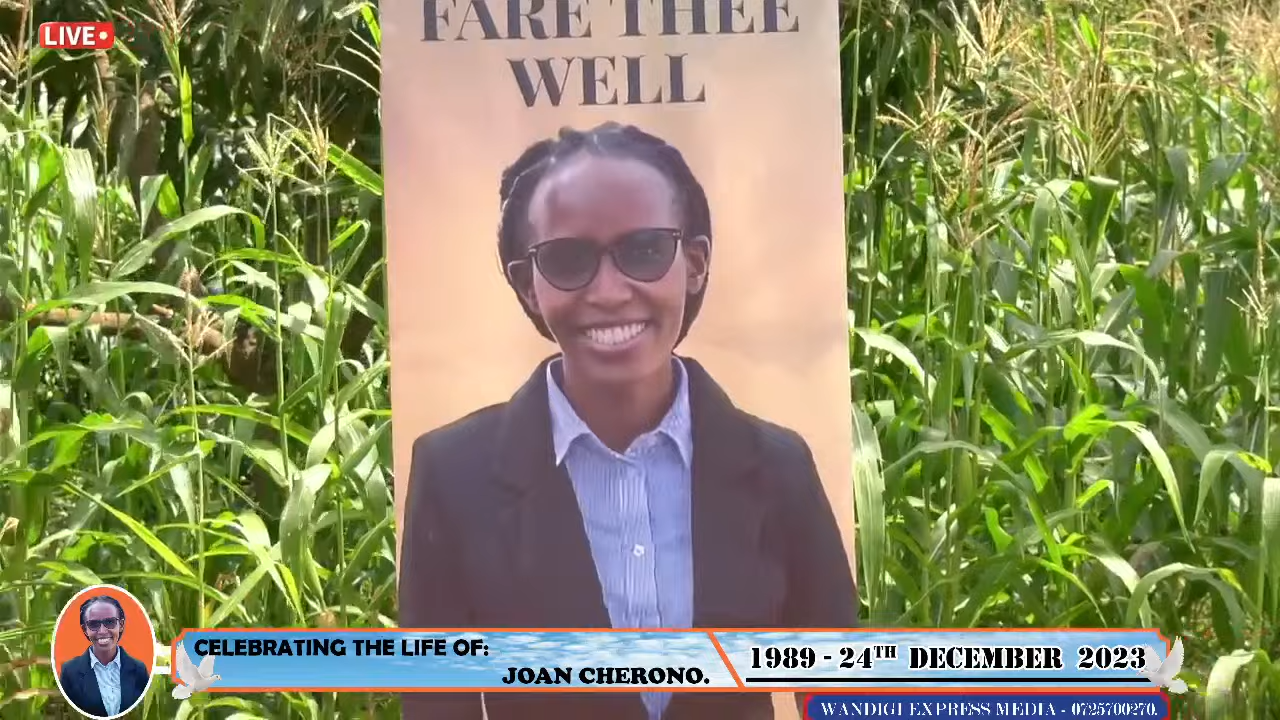 LIVE
FARE THEE
WELL
CELEBRATING THE LIFE OF:
JOAN CHERONO.
1989 - 24TH DECEMBER 2023
WANDIGI EXPRESS MEDIA - 0725700270.